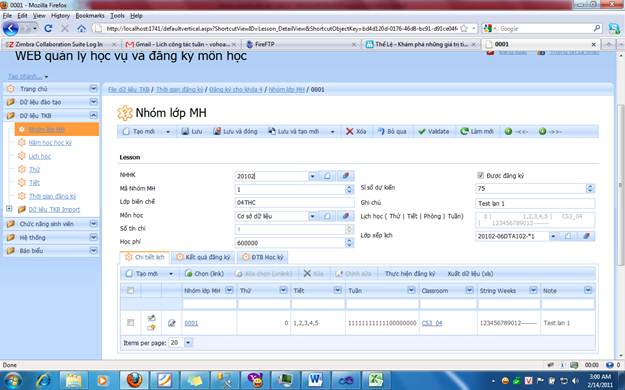 0001 - Mozilla Firefox
File Edit View History Bookmarks Tools Help
http://localhost:1741/defaultvertical.aspx?ShortcutViewID=Lesson_DetailView&ShortcutObjectKey=bd4d120d-0176-46d8-bc91-d91ce04f
Zimbra Collaboration Suite Log In
Gmail - Lịch công tác tuần - vohoa...
FireFTP
Thể Lệ - Khám phá những giá trị ti...
0001
WEB quản lý học vụ và đăng ký môn học
Tạo nhanh...
Trang chủ
Dữ liệu đào tạo
Dữ liệu TKB
Nhóm lớp MH
Năm học học kỳ
Lịch học
Thứ
Tiết
Thời gian đăng ký
Dữ liệu TKB Import
Chức năng sinh viên
Hệ thống
Báo biểu
File dữ liệu TKB / Thời gian đăng ký / Đăng ký cho khóa 4 / Nhóm lớp MH / 0001
Nhóm lớp MH
Tạo mới Lưu Lưu và đóng Lưu và tạo mới Xóa Bỏ qua Validate Làm mới -<<- ->>-
Lesson
NHHK 20102 Được đăng ký
Mã Nhóm MH 1 Sĩ số dự kiến 75
Lớp biên chế 04THC Ghi chú Test lan 1
Môn học Cơ sở dữ liệu Lịch học ( Thứ | Tiết | Phòng | Tuần) 0 | 1,2,3,4,5 | CS3_04
| 123456789012-------
Số tín chỉ 4
Học phí 600000 Lớp xếp lịch 20102-06DTA102-*1
Chi tiết lịch Kết quả đăng ký ĐTB Học kỳ
Tạo mới Chọn (link) Xóa chọn (unlink) Xóa Chỉnh sửa Thực hiện đăng ký Xuất dữ liệu (xls)
Nhóm lớp MH Thứ Tiết Tuần Classroom String Weeks Note
0001 0 1,2,3,4,5 11111111111100000000 CS3_04 123456789012-------- Test lan 1
Items per page: 20
Done
00:00 0
3:00 AM
2/14/2011